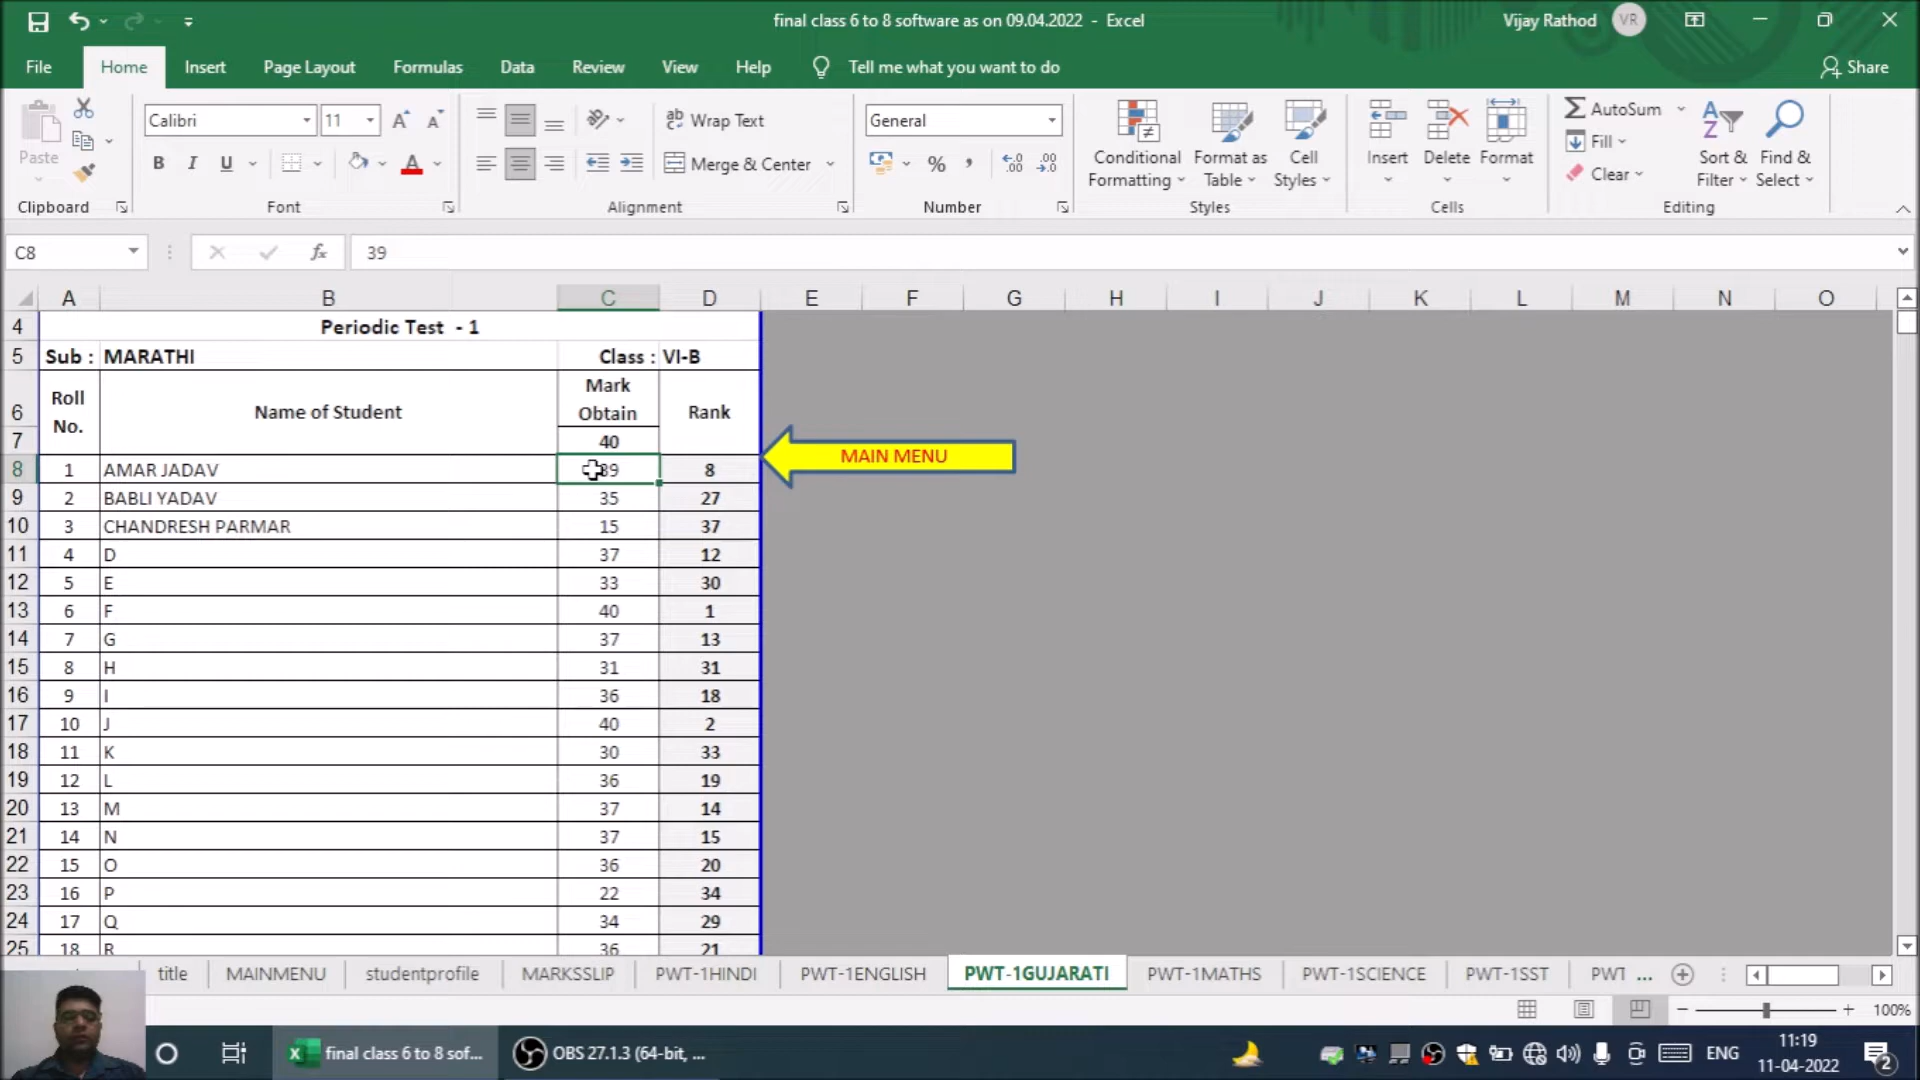 final class 6 to 8 software as on 09.04.2022 - Excel
Vijay Rathod VR
File Home Insert Page Layout Formulas Data Review View Help Tell me what you want to do Share
Paste Calibri 11 A A ab Wrap Text General AutoSum
B I U A Merge & Center % , Fill
Conditional Formatting Format as Table Cell Styles Insert Delete Format Clear Sort & Filter Find & Select
Clipboard Font Alignment Number Styles Cells Editing
C8 fx 39
A B C D E F G H I J K L M N O
4 Periodic Test - 1
5 Sub : MARATHI Class : VI-B
6 Roll No. Name of Student Mark Obtain Rank
7 40
MAIN MENU
8 1 AMAR JADAV 39 8
9 2 BABLI YADAV 35 27
10 3 CHANDRESH PARMAR 15 37
11 4 D 37 12
12 5 E 33 30
13 6 F 40 1
14 7 G 37 13
15 8 H 31 31
16 9 I 36 18
17 10 J 40 2
18 11 K 30 33
19 12 L 36 19
20 13 M 37 14
21 14 N 37 15
22 15 O 36 20
23 16 P 22 34
24 17 Q 34 29
25 18 R 36 21
title MAINMENU studentprofile MARKSSLIP PWT-1HINDI PWT-1ENGLISH PWT-1GUJARATI PWT-1MATHS PWT-1SCIENCE PWT-1SST PWT ...
100%
final class 6 to 8 sof... OBS 27.1.3 (64-bit, ... ENG 11:19
11-04-2022 2